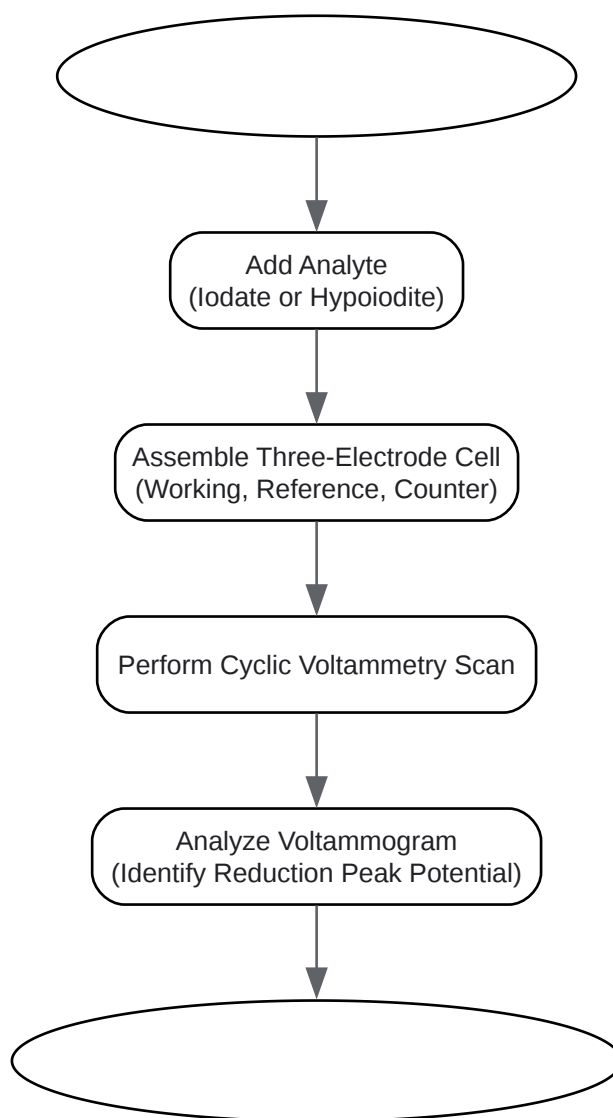 Add Analyte
(Iodate or Hypoiodite)
Assemble Three-Electrode Cell
(Working, Reference, Counter)
Perform Cyclic Voltammetry Scan
Analyze Voltammogram
(Identify Reduction Peak Potential)